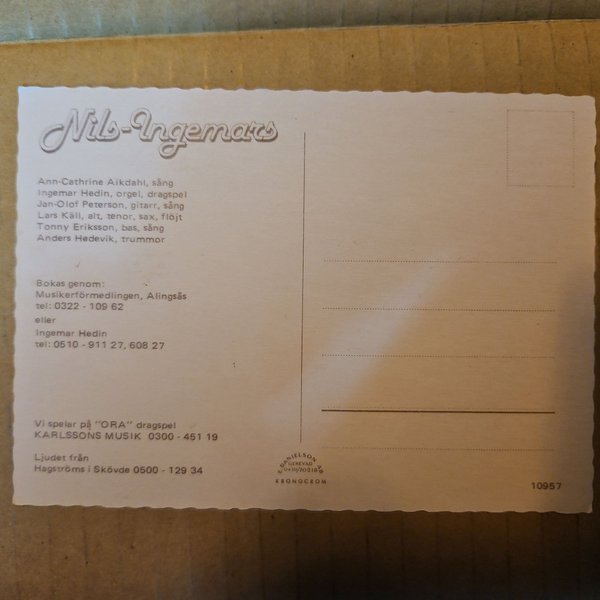 Nils-Ingemars
Ann-Cathrine Aikdahl, sång
Ingemar Hedin, orgel, dragspel
Jan-Olof Peterson, gitarr, sång
Lars Käll, alt, tenor, sax, flöjt
Tonny Eriksson, bas, sång
Anders Hødevik, trummor
Bokas genom:
Musikerförmedlingen, Alingsås
tel: 0322 - 109 62
eller
Ingemar Hedin
tel: 0510 - 911 27, 608 27
Vi spelar på "ORA" dragspel
KARLSSONS MUSIK 0300 - 451 19
Ljudet från
Hagströms i Skövde 0500 - 129 34
E. DANIELSON AB
KRONOCROM
10957